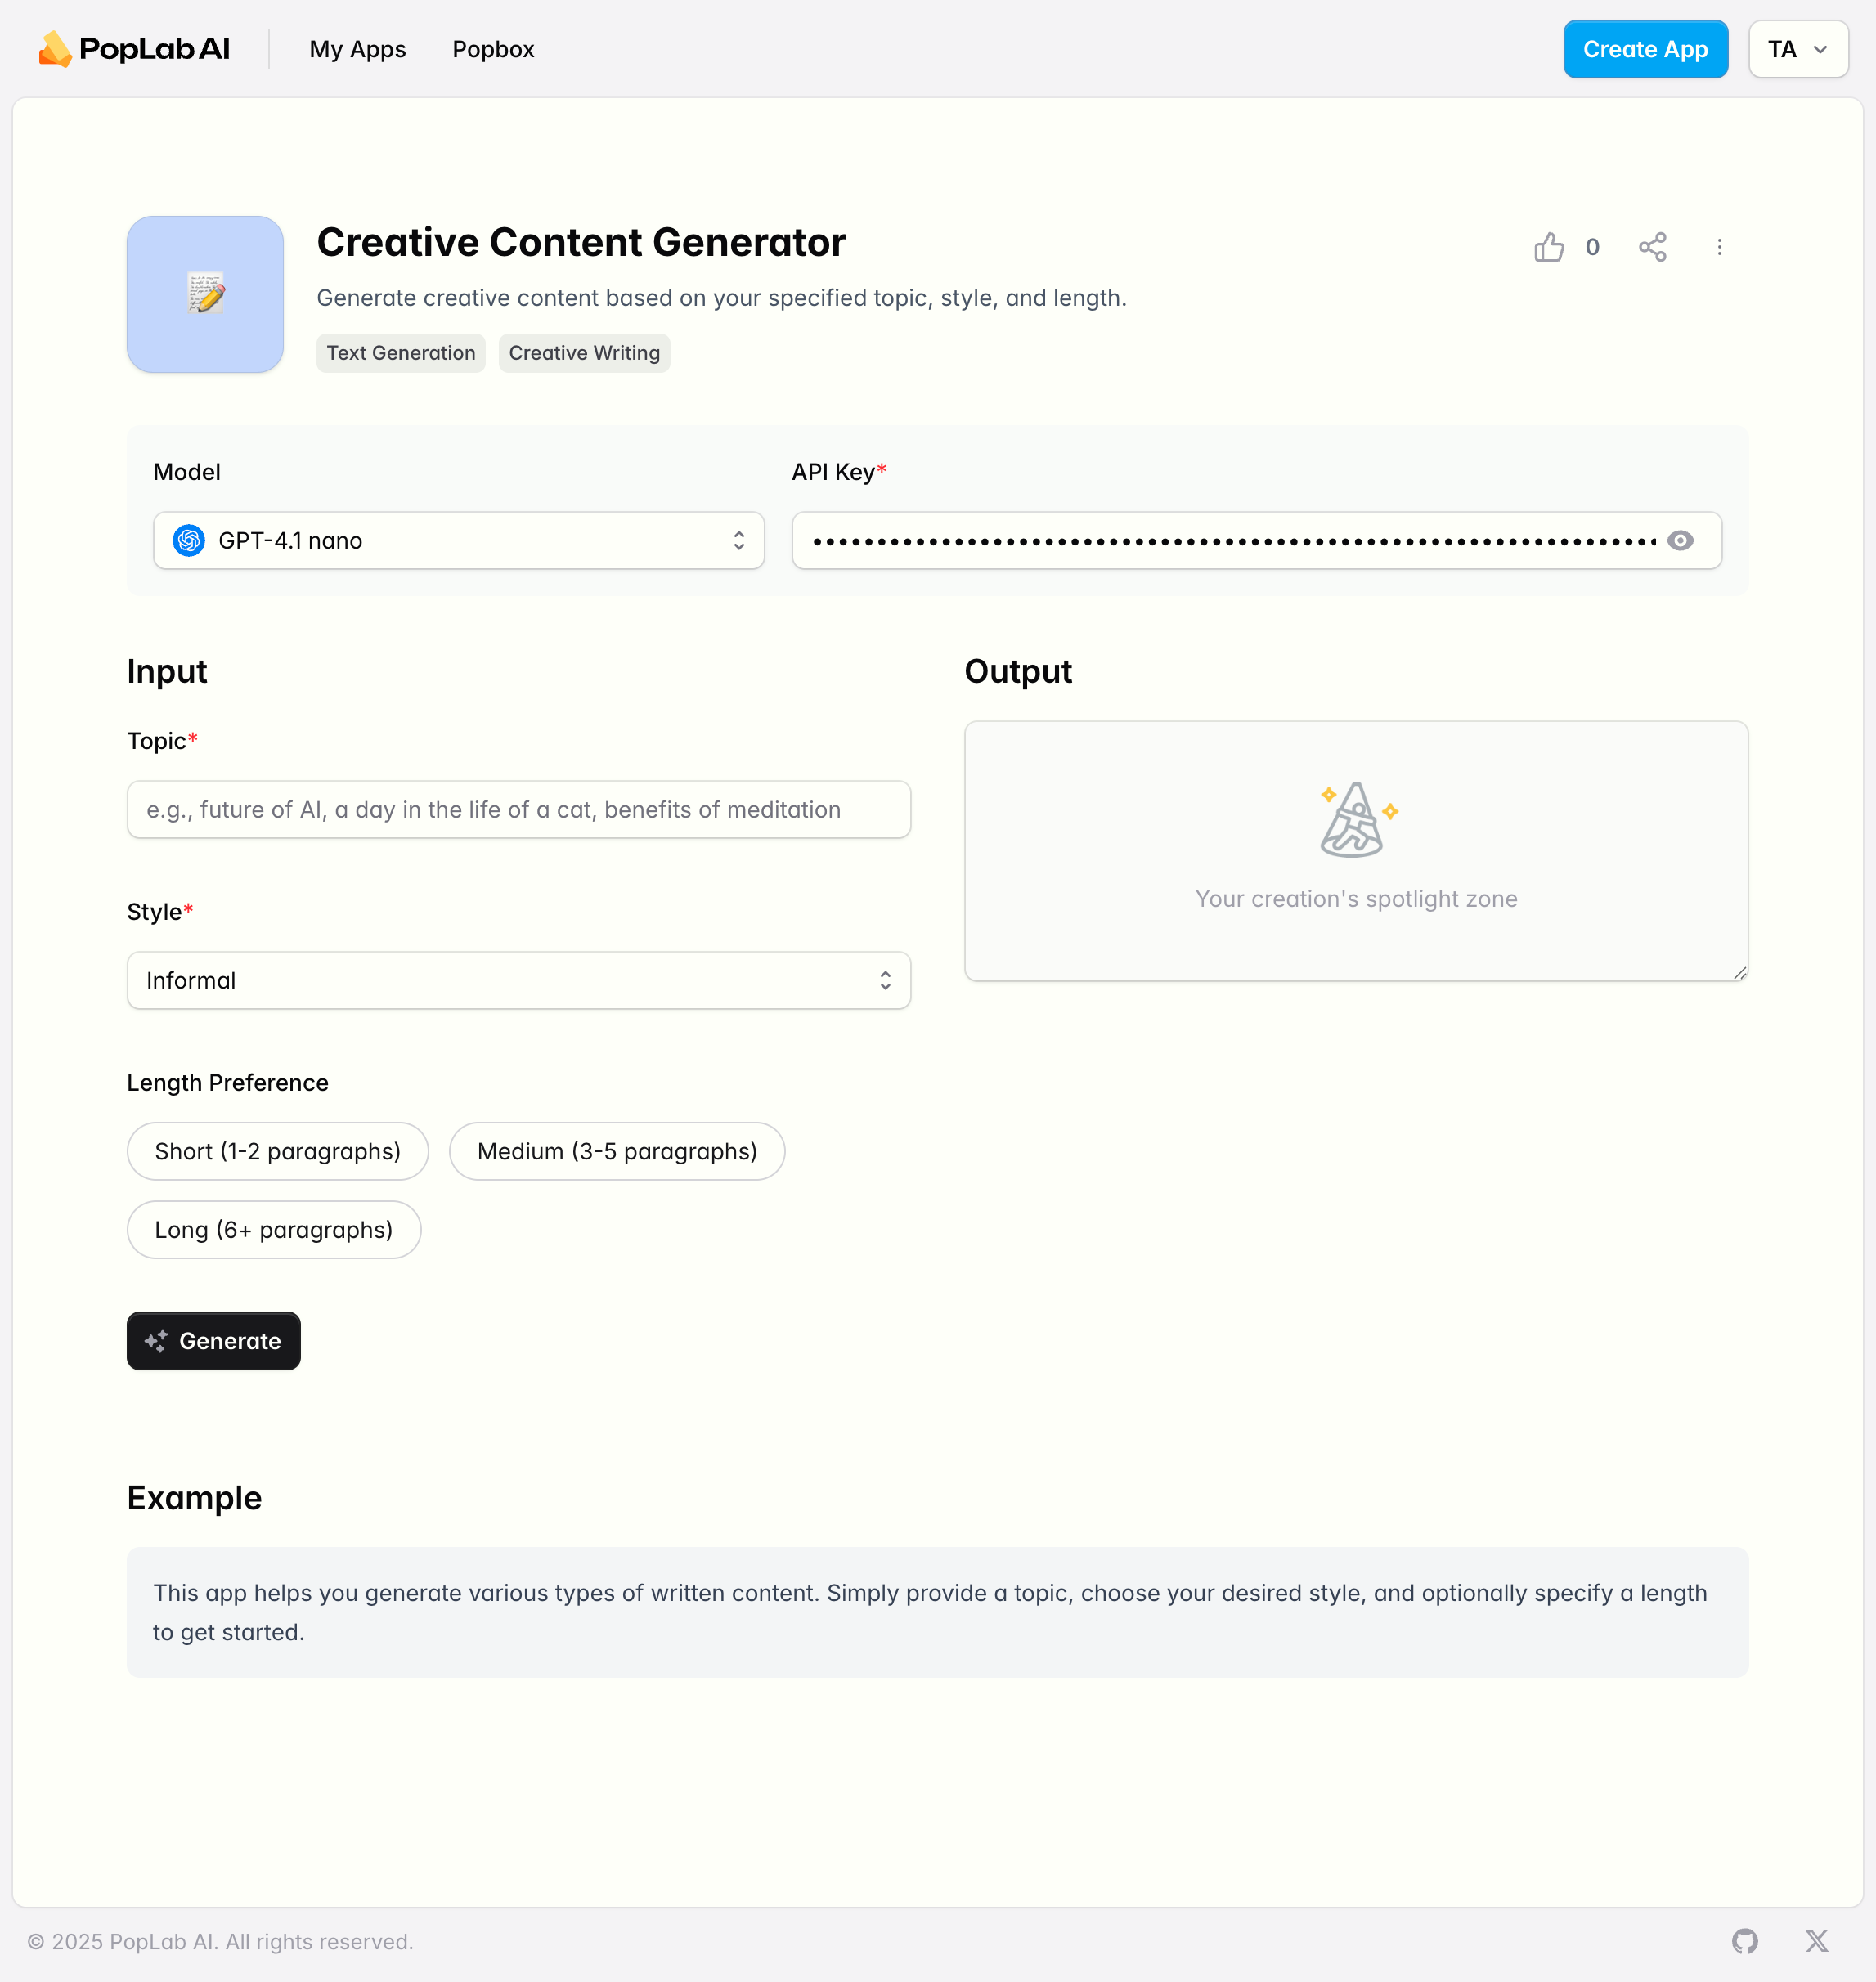 PopLab AI
My Apps
Popbox
Create App
TA
Creative Content Generator
0
Generate creative content based on your specified topic, style, and length.
Text Generation
Creative Writing
Model
API Key*
GPT-4.1 nano
Input
Output
Topic*
e.g., future of AI, a day in the life of a cat, benefits of meditation
Your creation's spotlight zone
Style*
Informal
Length Preference
Short (1-2 paragraphs)
Medium (3-5 paragraphs)
Long (6+ paragraphs)
Generate
Example
This app helps you generate various types of written content. Simply provide a topic, choose your desired style, and optionally specify a length
to get started.
© 2025 PopLab AI. All rights reserved.